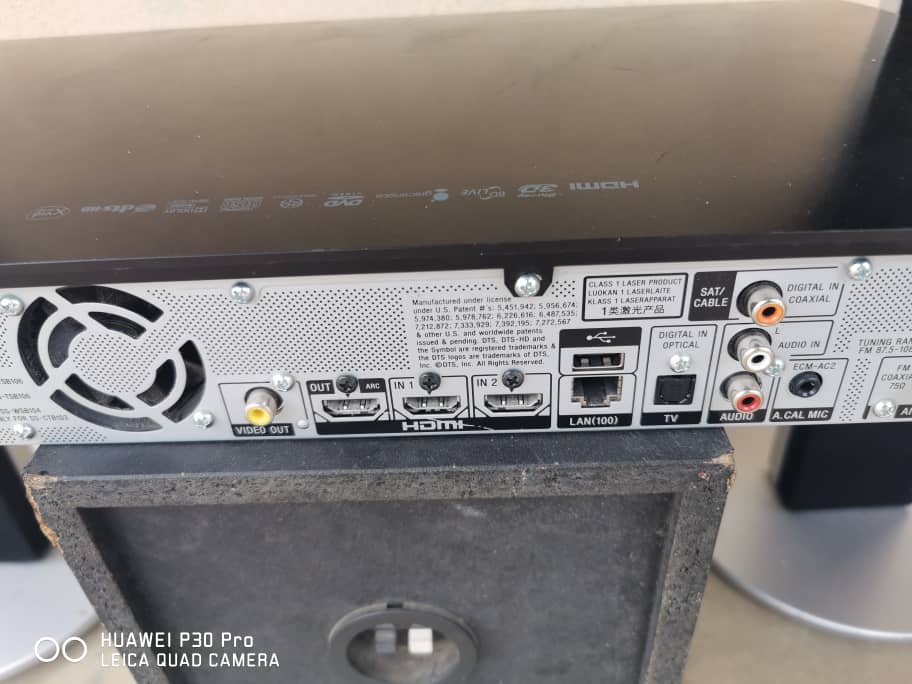 HDMI
3D
BD LIVE
gracenote
DVD
dts-HD
Manufactured under license
under U.S. Patent #'s: 5,451,942; 5,956,674;
5,974,380; 5,978,762; 6,226,616; 6,487,535;
7,212,872; 7,333,929; 7,392,195; 7,272,567
& other U.S. and worldwide patents
issued & pending. DTS, DTS-HD and
the Symbol are registered trademarks &
the DTS logos are trademarks of DTS,
Inc. ©DTS, Inc. All Rights Reserved.
CLASS 1 LASER PRODUCT
LUOKAN 1 LASERLAITE
KLASS 1 LASERAPPARAT
1类激光产品
SAT/
CABLE
DIGITAL IN
COAXIAL
DIGITAL IN
OPTICAL
TV
L
AUDIO IN
AUDIO
ECM-AC2
A.CAL MIC
FM 87.5-10
FM
COAXIA
LAN(100)
VIDEO OUT
OUT
ARC
IN 1
IN 2
HDMI
HUAWEI P30 Pro
LEICA QUAD CAMERA